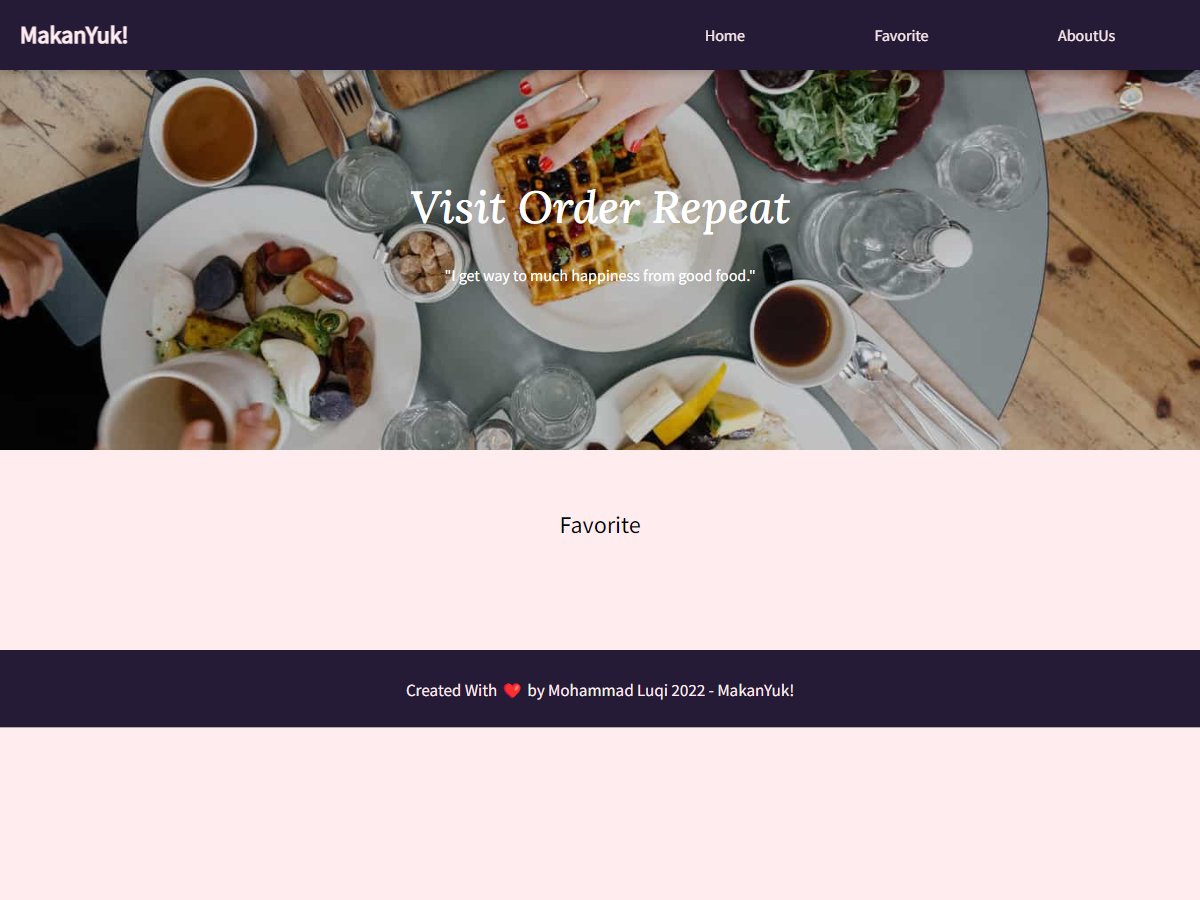 MakanYuk!
Home Favorite AboutUs
Visit Order Repeat
"I get way to much happiness from good food."
Favorite
Created With ❤️ by Mohammad Luqi 2022 - MakanYuk!